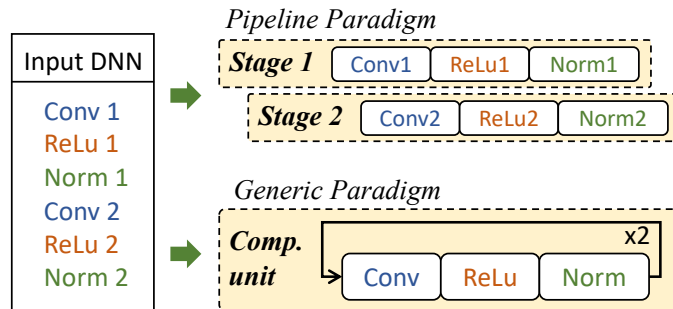 Input DNN
Conv 1
ReLu 1
Norm 1
Conv 2
ReLu 2
Norm 2
Pipeline Paradigm
Stage 1 Conv1 ReLu1 Norm1
Stage 2 Conv2 ReLu2 Norm2
Generic Paradigm
x2
Comp.
unit Conv ReLu Norm